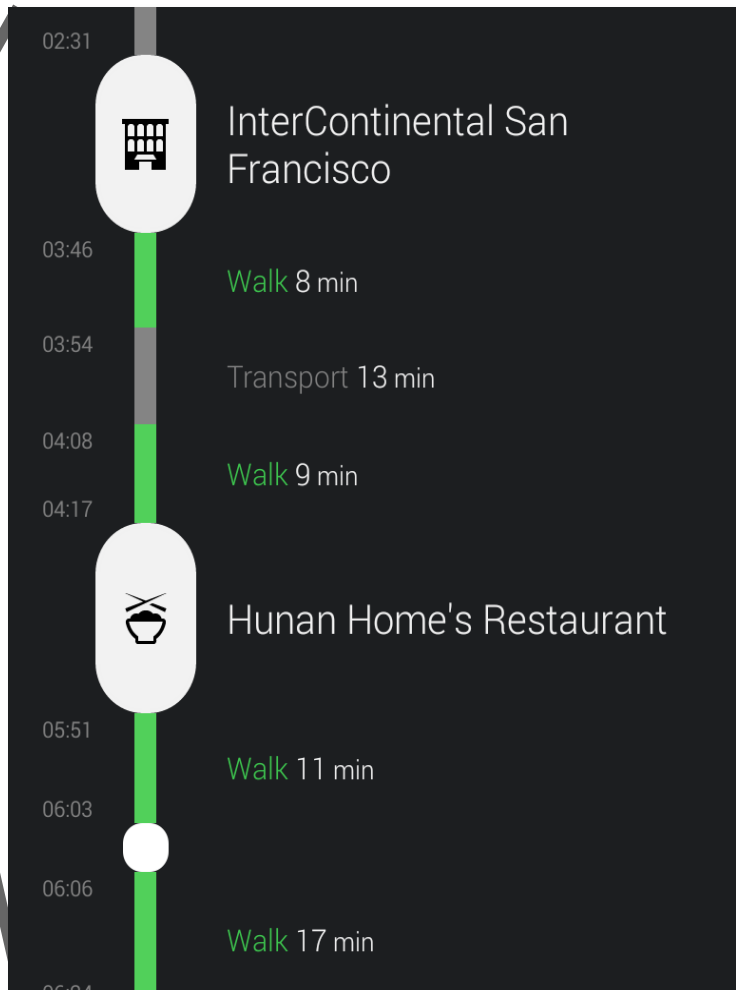 02:31
InterContinental San
Francisco
03:46
Walk 8 min
03:54
Transport 13 min
04:08
Walk 9 min
04:17
Hunan Home's Restaurant
05:51
Walk 11 min
06:03
06:06
Walk 17 min